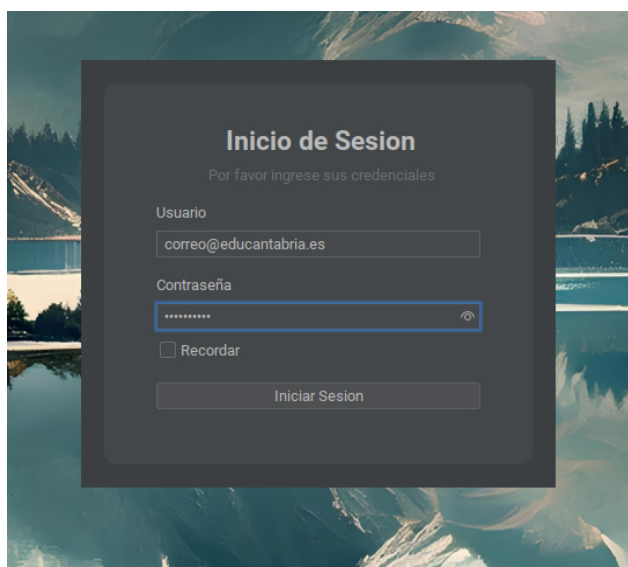 Inicio de Sesion
Por favor ingrese sus credenciales
Usuario
correo@educantabria.es
Contraseña
••••••••••
Recordar
Iniciar Sesion